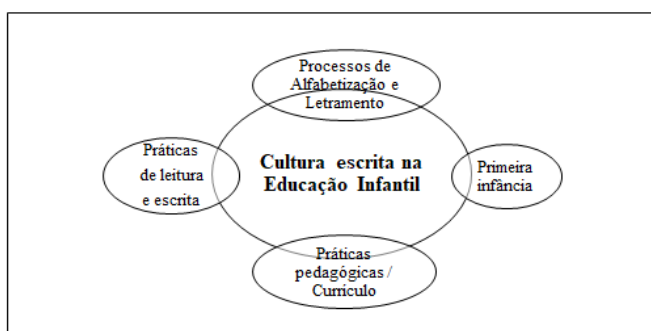 Processos de
Alfabetização e
Letramento
Práticas
de leitura
e escrita
Cultura escrita na
Educação Infantil
Primeira
infância
Práticas
pedagógicas /
Currículo